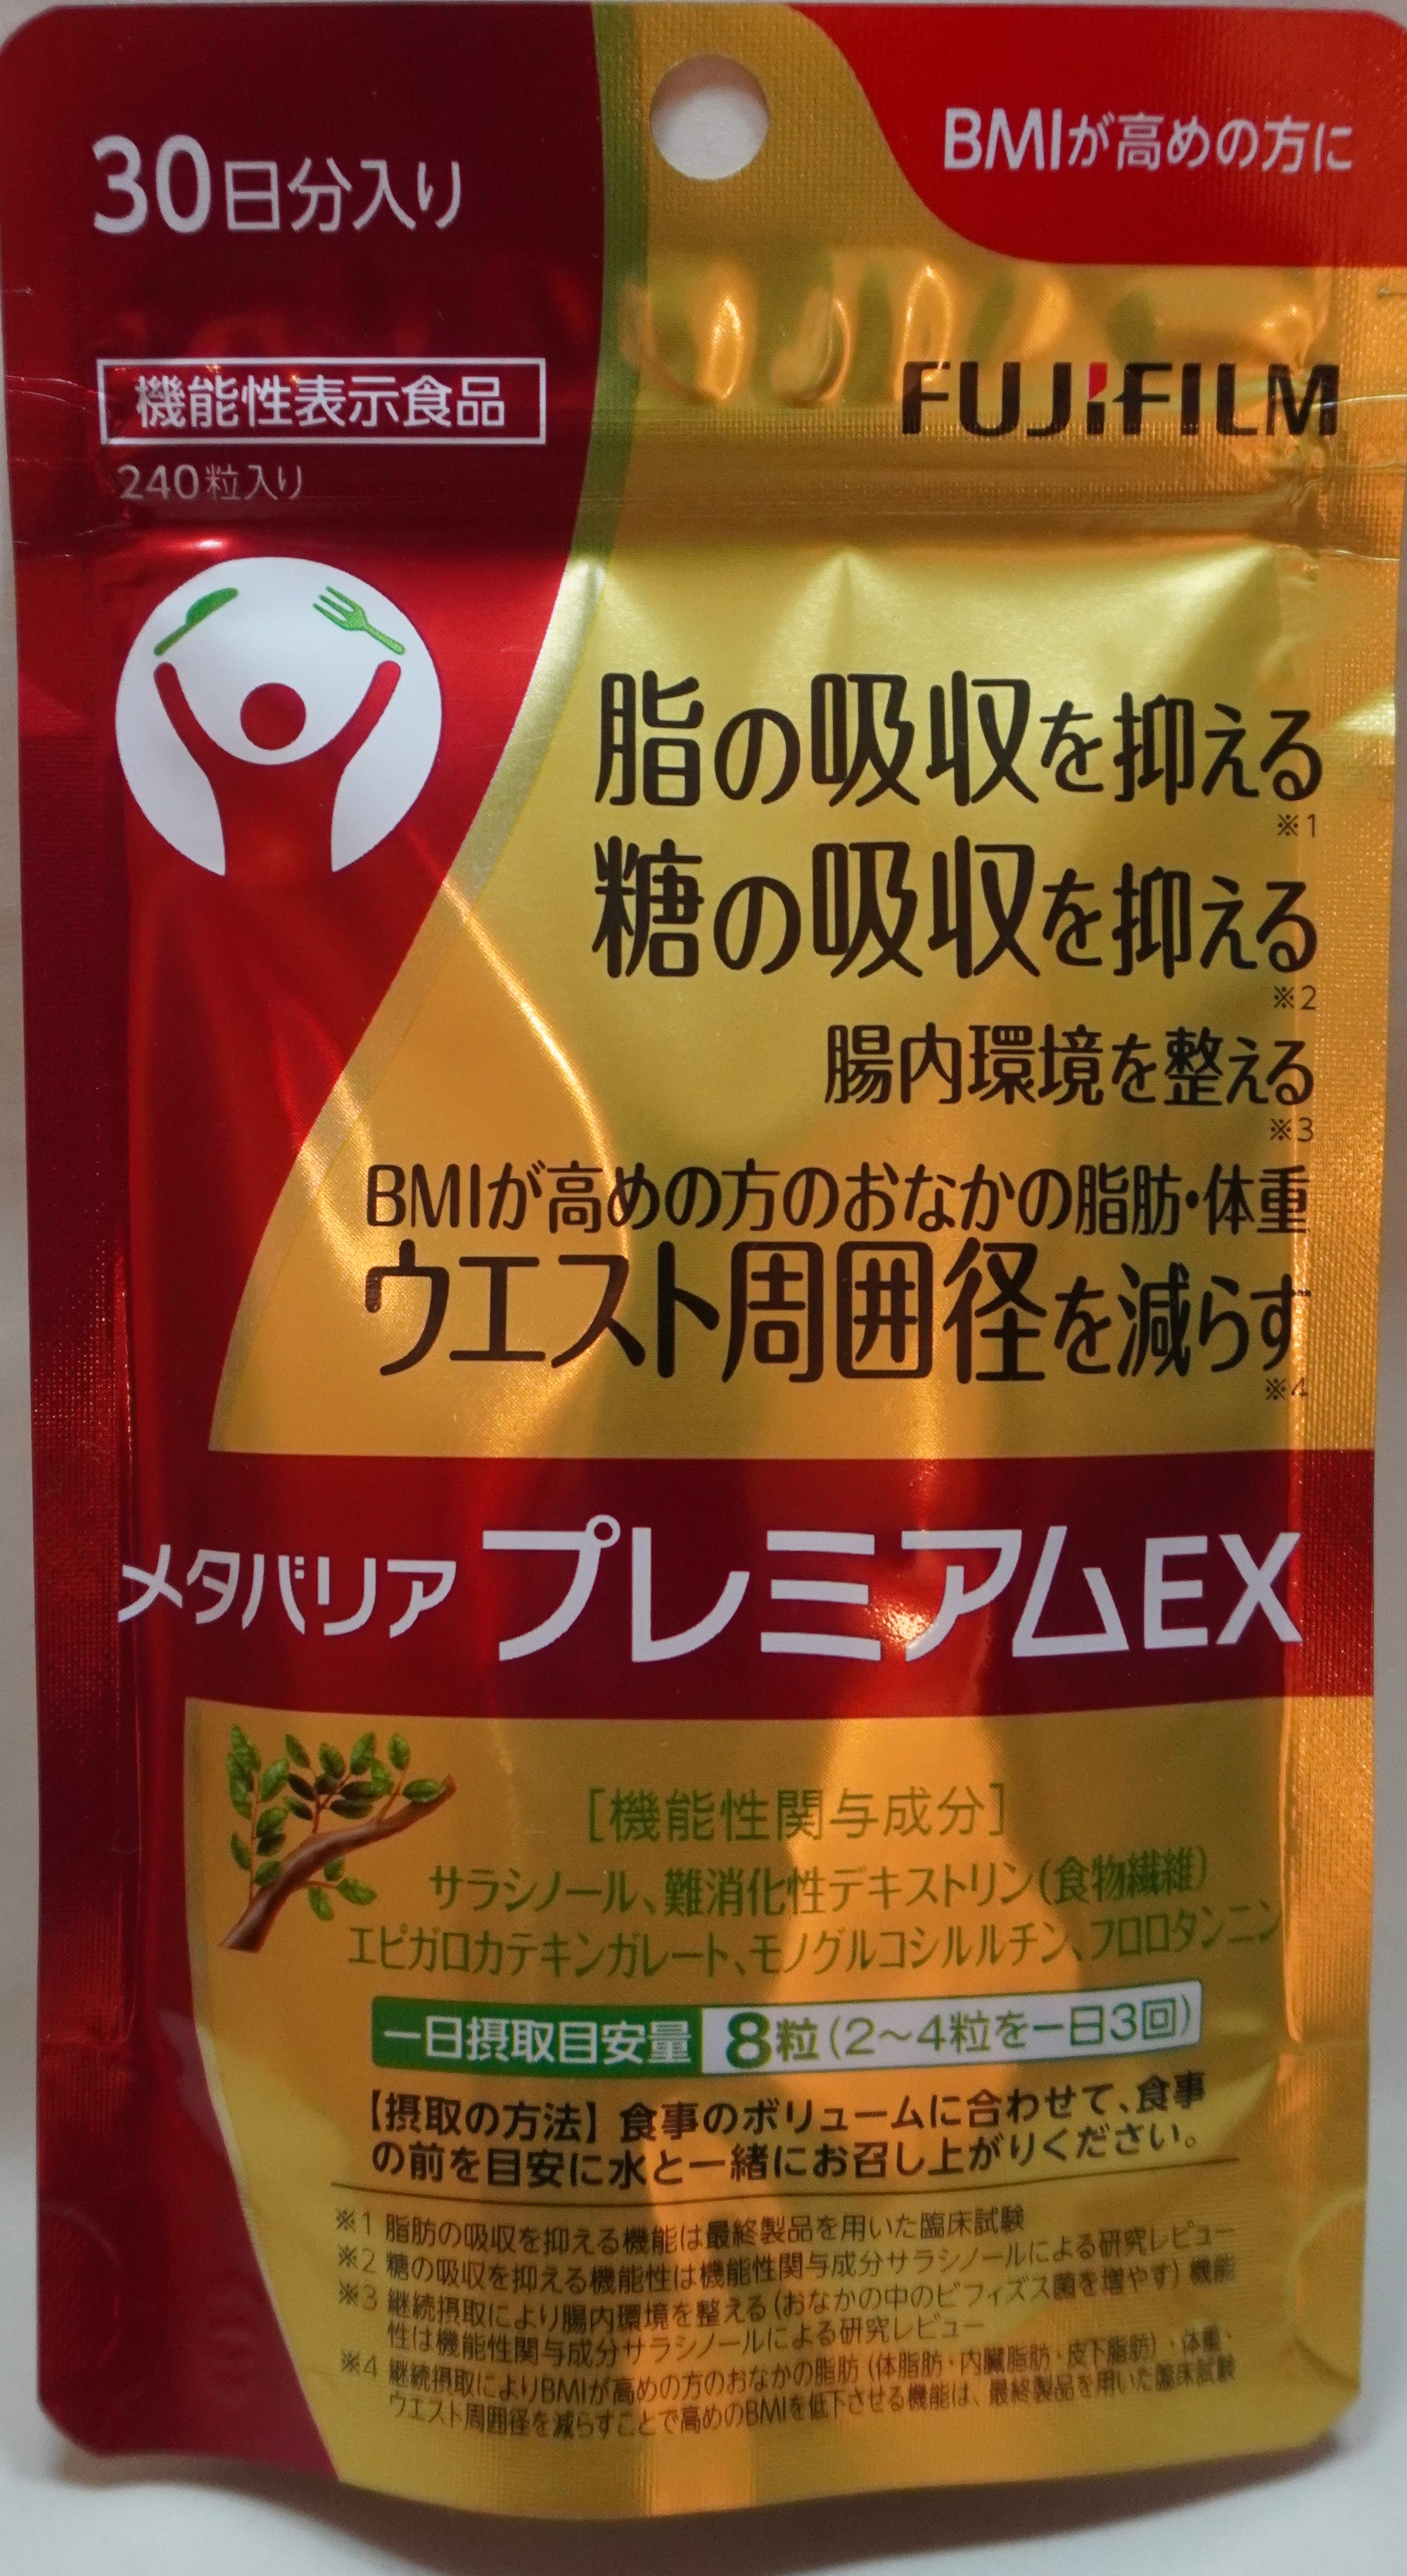 30日分入り
BMIが高めの方に
機能性表示食品
FUJIFILM
240粒入り
脂の吸収を抑える
※1
糖の吸収を抑える
※2
腸内環境を整える
※3
BMIが高めの方のおなかの脂肪・体重
ウエスト周囲径を減らす
※4
メタバリア プレミアムEX
[機能性関与成分]
サラシノール、難消化性デキストリン(食物繊維)
エピガロカテキンガレート、モノグルコシルルチン、フロロタンニン
一日摂取目安量 8粒(2~4粒を一日3回)
【摂取の方法】食事のボリュームに合わせて、食事
の前を目安に水と一緒にお召し上がりください。
※1 脂肪の吸収を抑える機能は最終製品を用いた臨床試験
※2 糖の吸収を抑える機能性は機能性関与成分サラシノールによる研究レビュー
※3 継続摂取により腸内環境を整える(おなかの中のビフィズス菌を増やす)機能
性は機能性関与成分サラシノールによる研究レビュー
※4 継続摂取によりBMIが高めの方のおなかの脂肪(体脂肪・内臓脂肪・皮下脂肪)・体重・
ウエスト周囲径を減らすことで高めのBMIを低下させる機能は、最終製品を用いた臨床試験